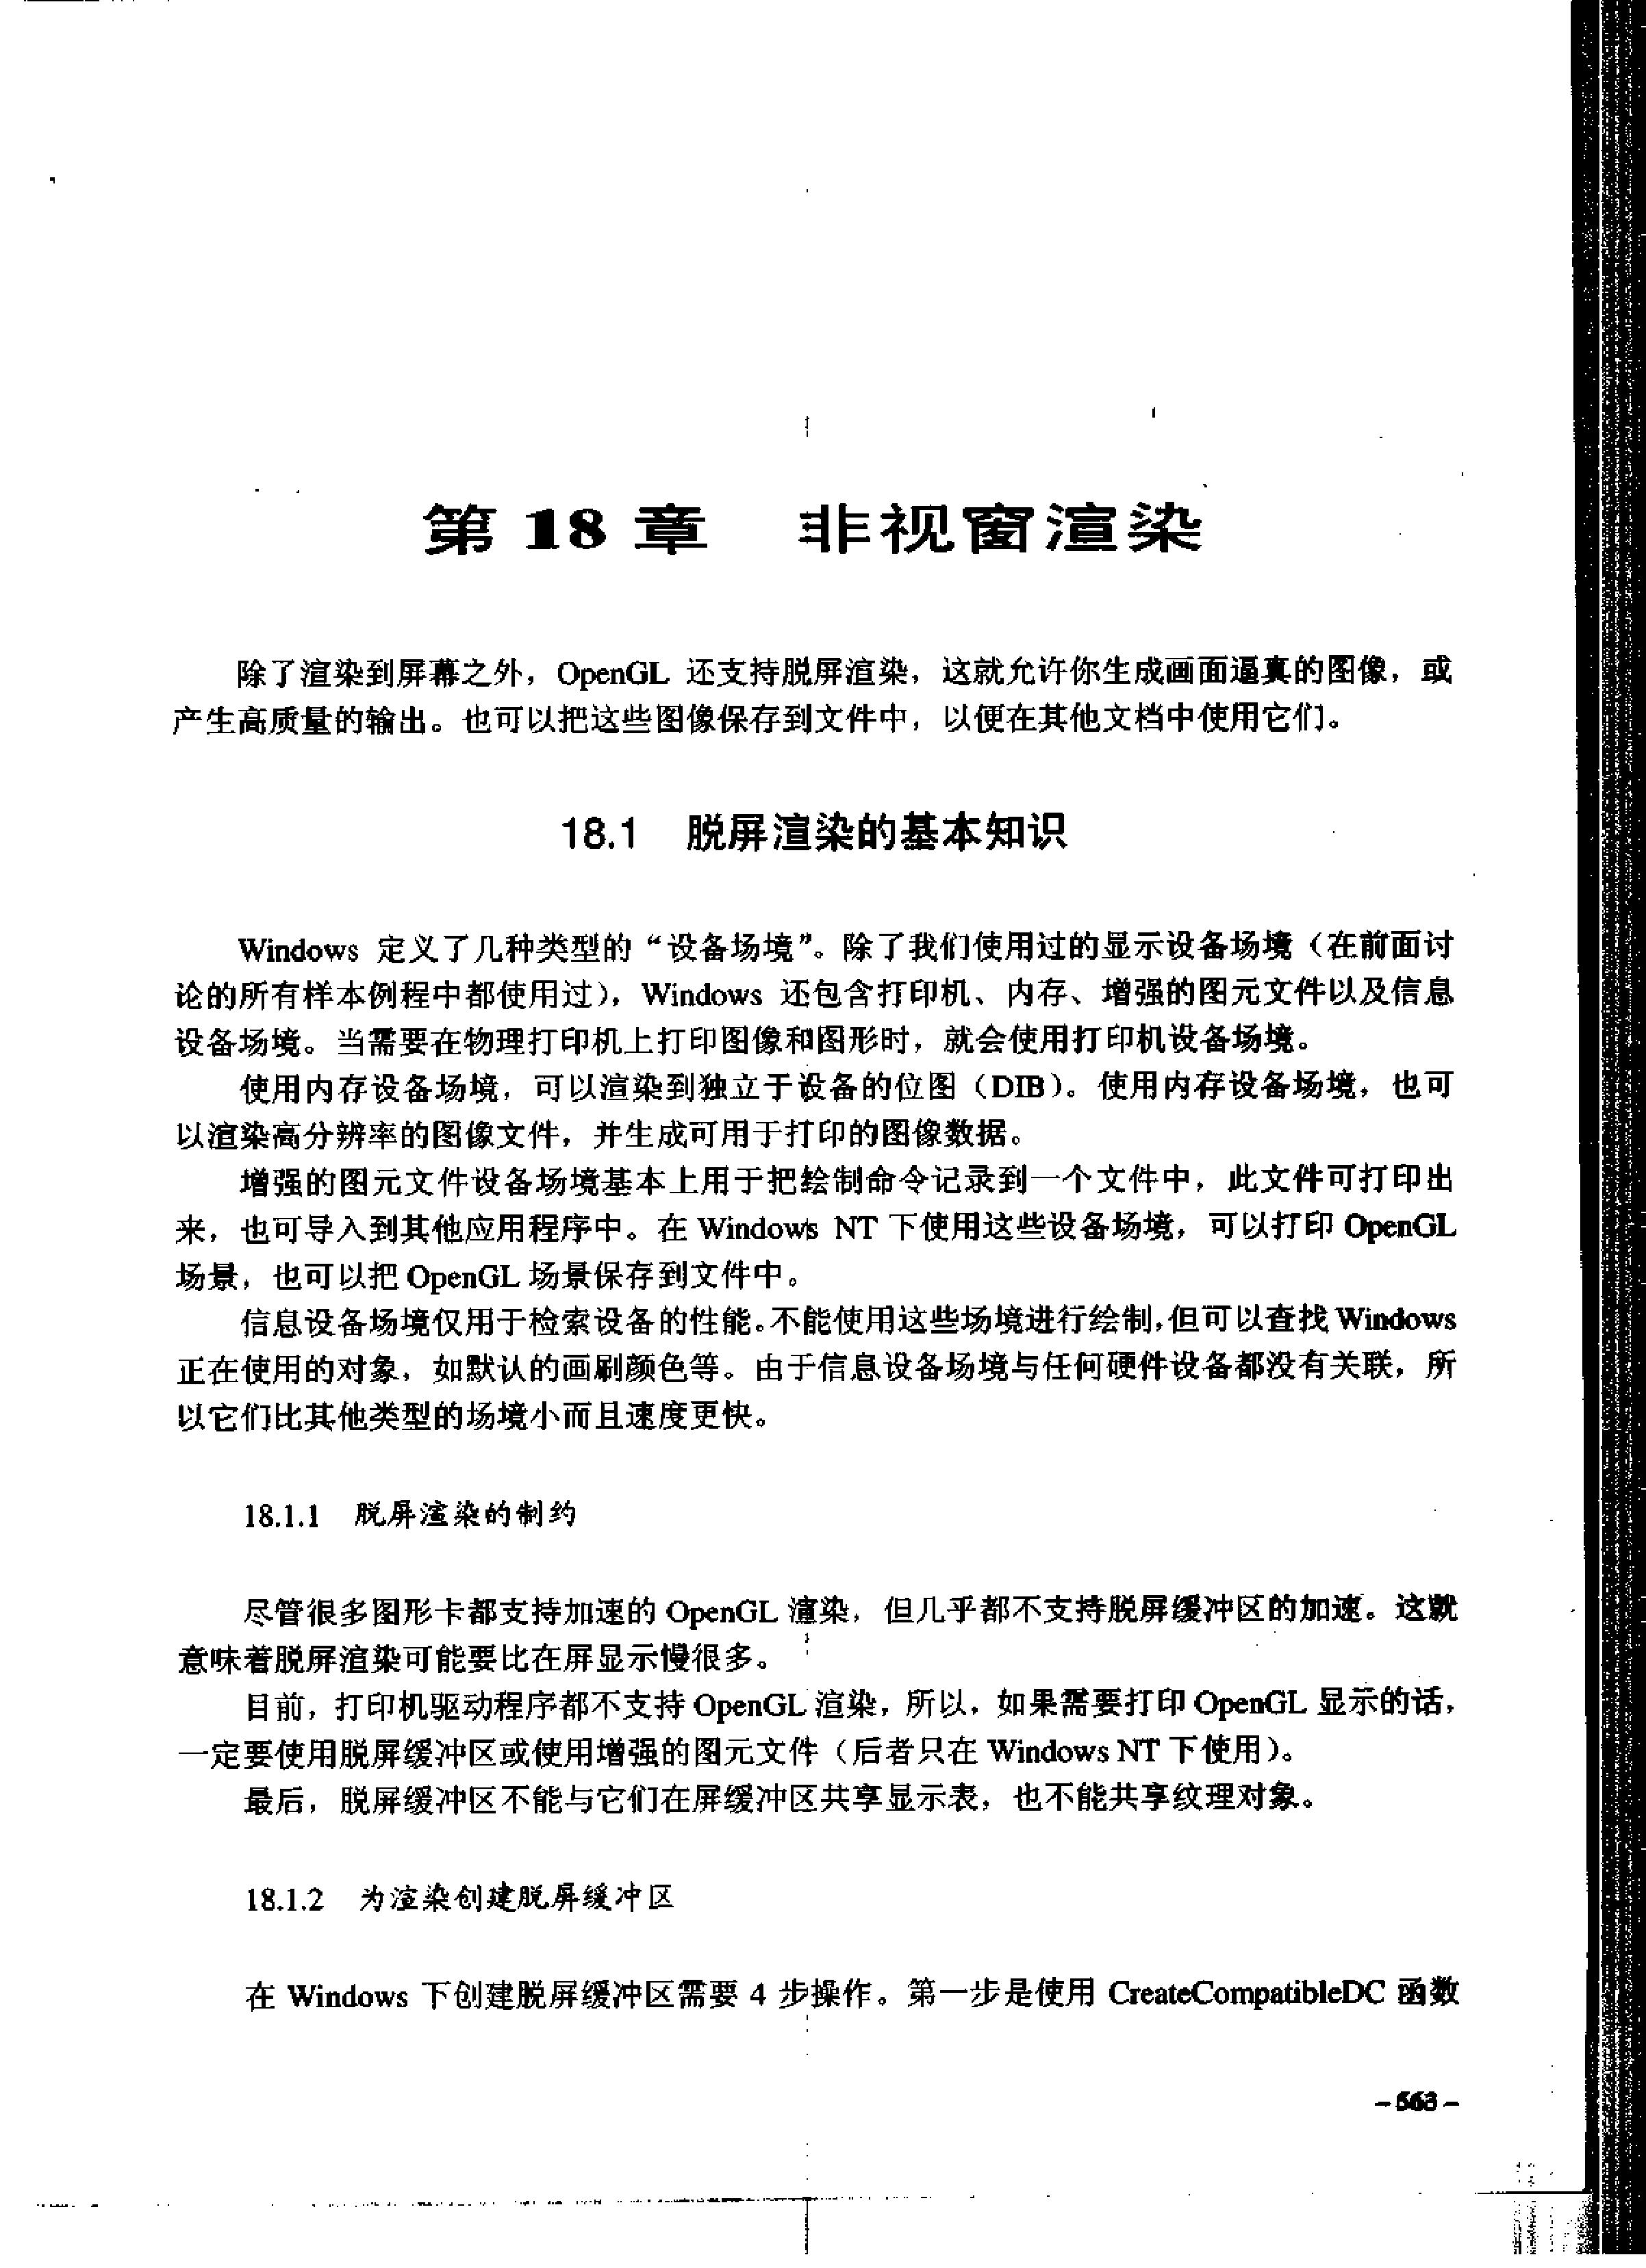 第 18 章　非视窗渲染
除了渲染到屏幕之外，OpenGL 还支持脱屏渲染，这就允许你生成画面逼真的图像，或
产生高质量的输出。也可以把这些图像保存到文件中，以便在其他文档中使用它们。
18.1　脱屏渲染的基本知识
Windows 定义了几种类型的“设备场境”。除了我们使用过的显示设备场境（在前面讨
论的所有样本例程中都使用过），Windows 还包含打印机、内存、增强的图元文件以及信息
设备场境。当需要在物理打印机上打印图像和图形时，就会使用打印机设备场境。
使用内存设备场境，可以渲染到独立于设备的位图（DIB）。使用内存设备场境，也可
以渲染高分辨率的图像文件，并生成可用于打印的图像数据。
增强的图元文件设备场境基本上用于把绘制命令记录到一个文件中，此文件可打印出
来，也可导入到其他应用程序中。在 Windows NT 下使用这些设备场境，可以打印 OpenGL
场景，也可以把 OpenGL 场景保存到文件中。
信息设备场境仅用于检索设备的性能。不能使用这些场境进行绘制，但可以查找 Windows
正在使用的对象，如默认的画刷颜色等。由于信息设备场境与任何硬件设备都没有关联，所
以它们比其他类型的场境小而且速度更快。
18.1.1　脱屏渲染的制约
尽管很多图形卡都支持加速的 OpenGL 渲染，但几乎都不支持脱屏缓冲区的加速。这就
意味着脱屏渲染可能要比在屏显示慢很多。
目前，打印机驱动程序都不支持 OpenGL 渲染，所以，如果需要打印 OpenGL 显示的话，
一定要使用脱屏缓冲区或使用增强的图元文件（后者只在 Windows NT 下使用）。
最后，脱屏缓冲区不能与它们在屏缓冲区共享显示表，也不能共享纹理对象。
18.1.2　为渲染创建脱屏缓冲区
在 Windows 下创建脱屏缓冲区需要 4 步操作。第一步是使用 CreateCompatibleDC 函数
－563－